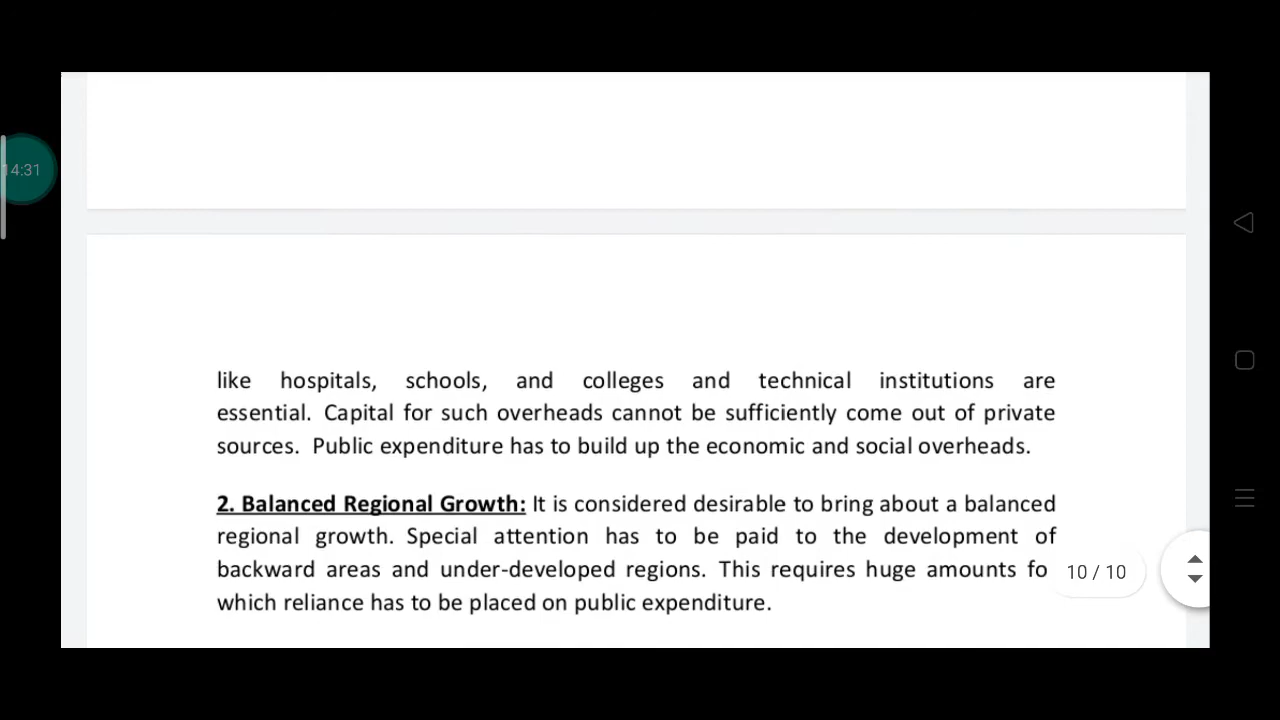 14:31
like hospitals, schools, and colleges and technical institutions are
essential. Capital for such overheads cannot be sufficiently come out of private
sources. Public expenditure has to build up the economic and social overheads.
2. Balanced Regional Growth: It is considered desirable to bring about a balanced
regional growth. Special attention has to be paid to the development of
backward areas and under-developed regions. This requires huge amounts fo
10 / 10
which reliance has to be placed on public expenditure.